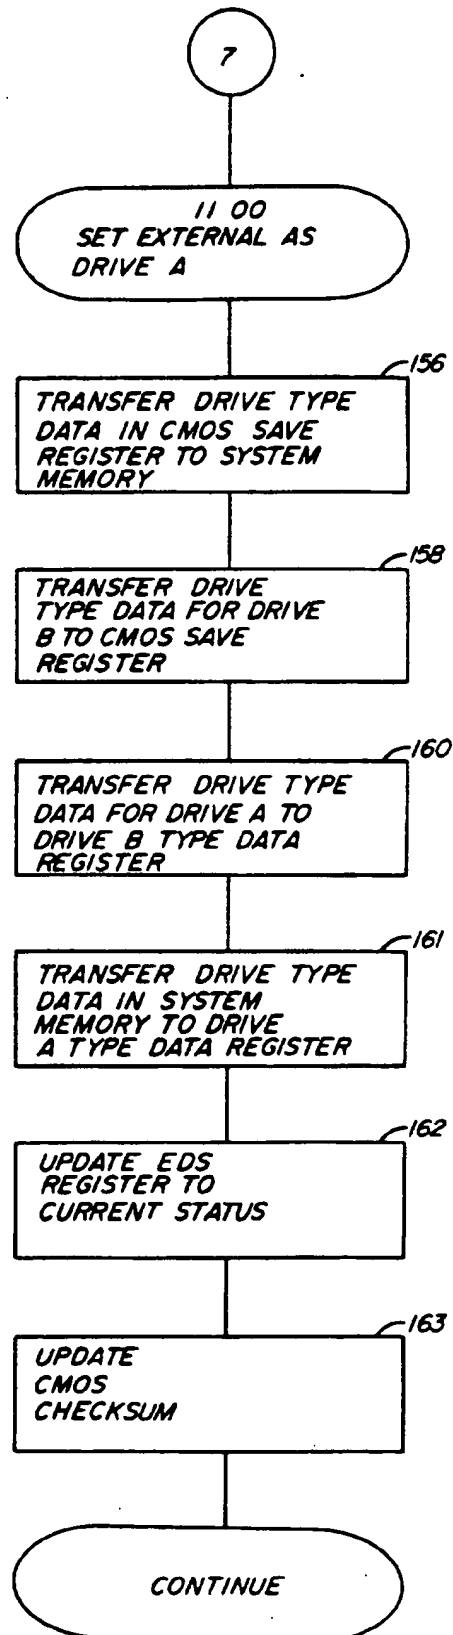 7
11 00
SET EXTERNAL AS
DRIVE A
156
TRANSFER DRIVE TYPE
DATA IN CMOS SAVE
REGISTER TO SYSTEM
MEMORY
158
TRANSFER DRIVE
TYPE DATA FOR DRIVE
B TO CMOS SAVE
REGISTER
160
TRANSFER DRIVE TYPE
DATA FOR DRIVE A TO
DRIVE B TYPE DATA
REGISTER
161
TRANSFER DRIVE TYPE
DATA IN SYSTEM
MEMORY TO DRIVE
A TYPE DATA REGISTER
162
UPDATE EDS
REGISTER TO
CURRENT STATUS
163
UPDATE
CMOS
CHECKSUM
CONTINUE